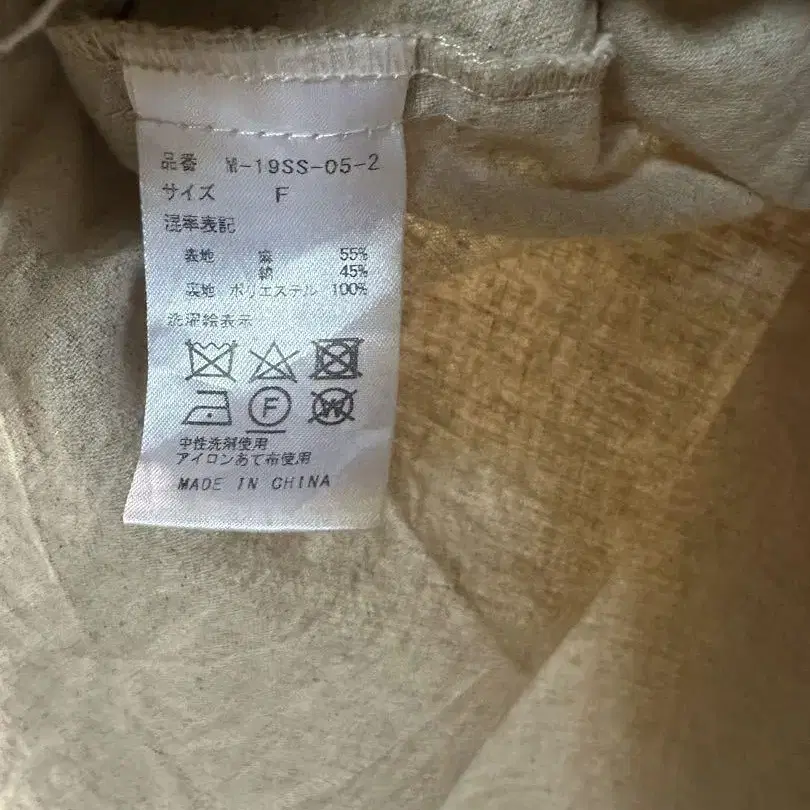 品番 M-19SS-05-2
サイズ F
混率表記
表地 麻 55%
綿 45%
裏地 ポリエステル 100%
洗濯絵表示
F W
中性洗剤使用
アイロンあて布使用
MADE IN CHINA